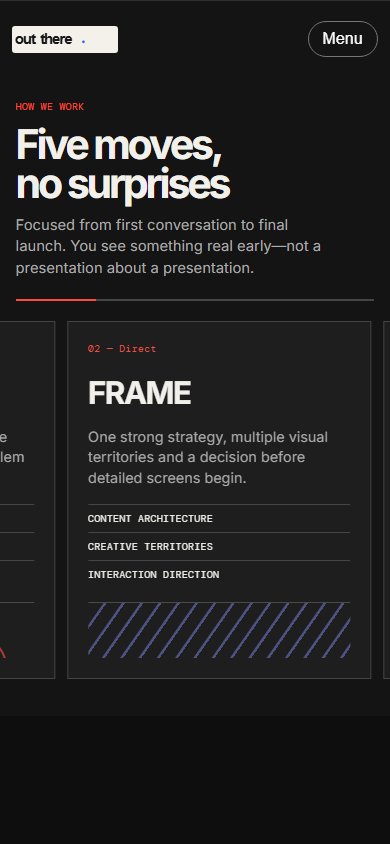 out there .
Menu
HOW WE WORK
Five moves,
no surprises
Focused from first conversation to final
launch. You see something real early—not a
presentation about a presentation.
02 — Direct
FRAME
One strong strategy, multiple visual
territories and a decision before
detailed screens begin.
CONTENT ARCHITECTURE
CREATIVE TERRITORIES
INTERACTION DIRECTION